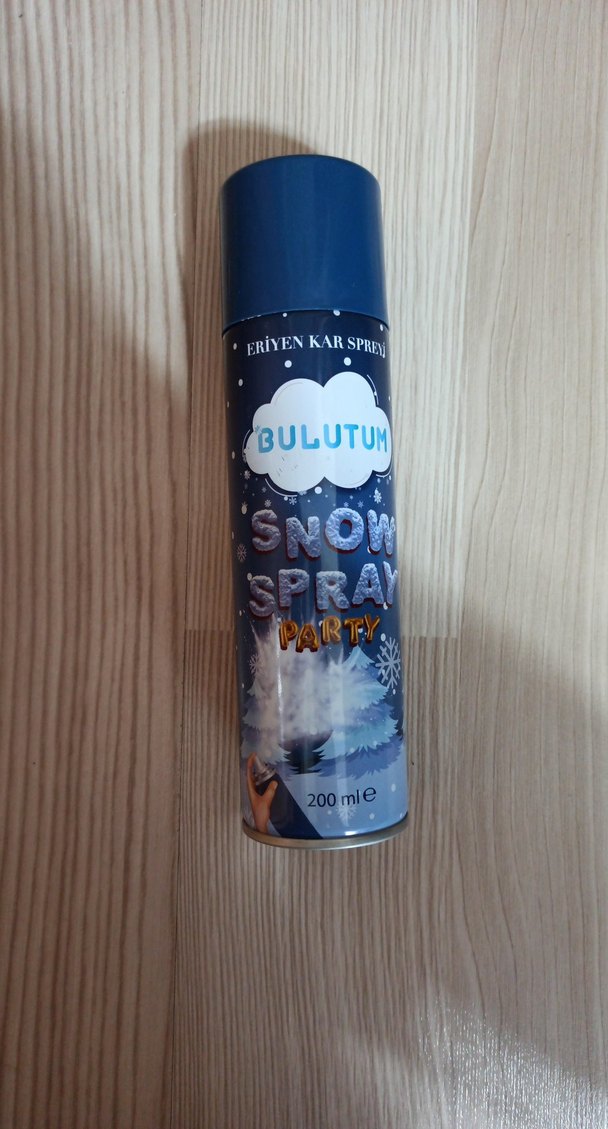 ERİYEN KAR SPREYİ
BULUTUM
SNOW
SPRAY
PARTY
200 ml e